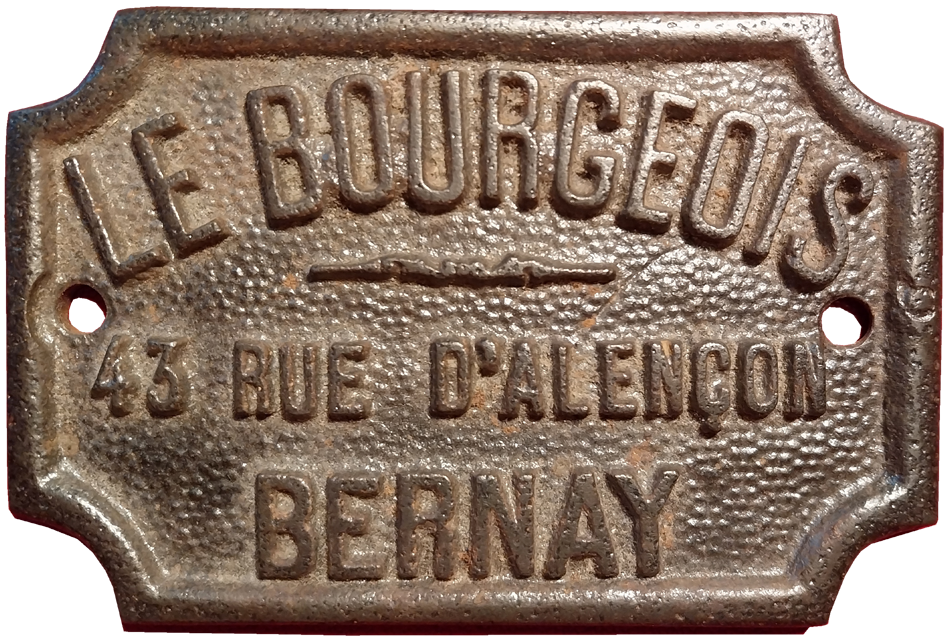 LE BOURGEOIS
43 RUE D'ALENÇON
BERNAY